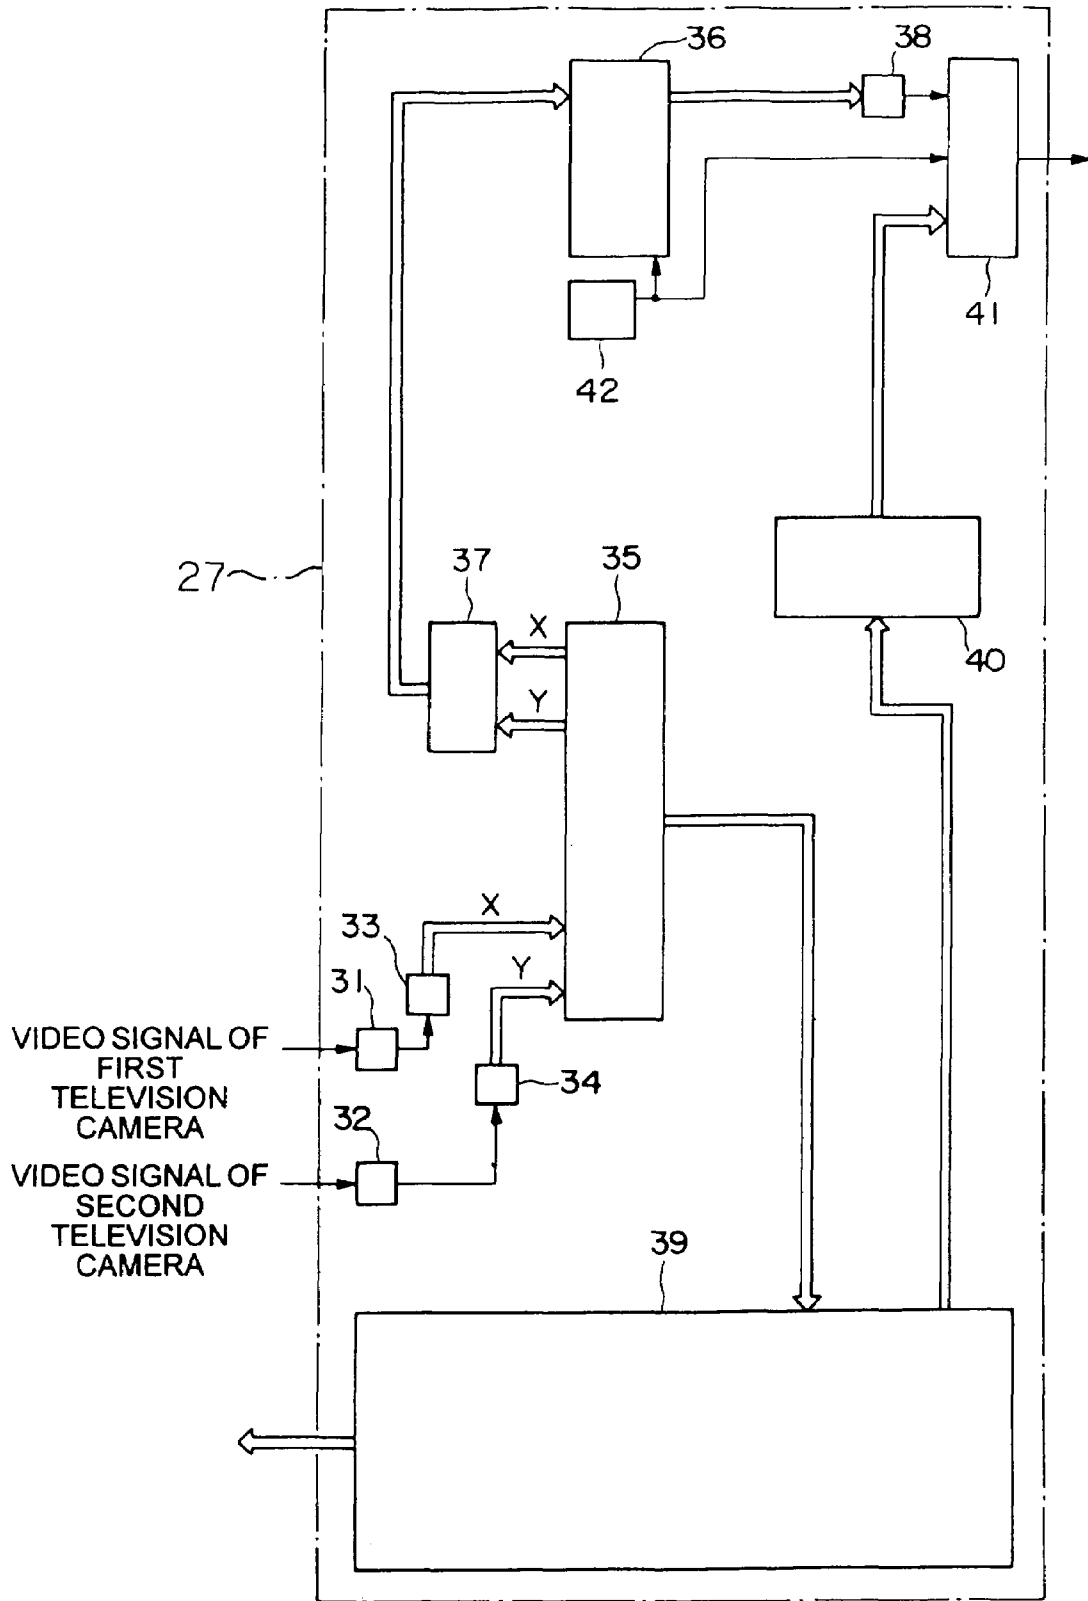 36
38
41
42
27
37
35
X
Y
40
X
33
Y
31
VIDEO SIGNAL OF
FIRST
TELEVISION
CAMERA
34
32
VIDEO SIGNAL OF
SECOND
TELEVISION
CAMERA
39